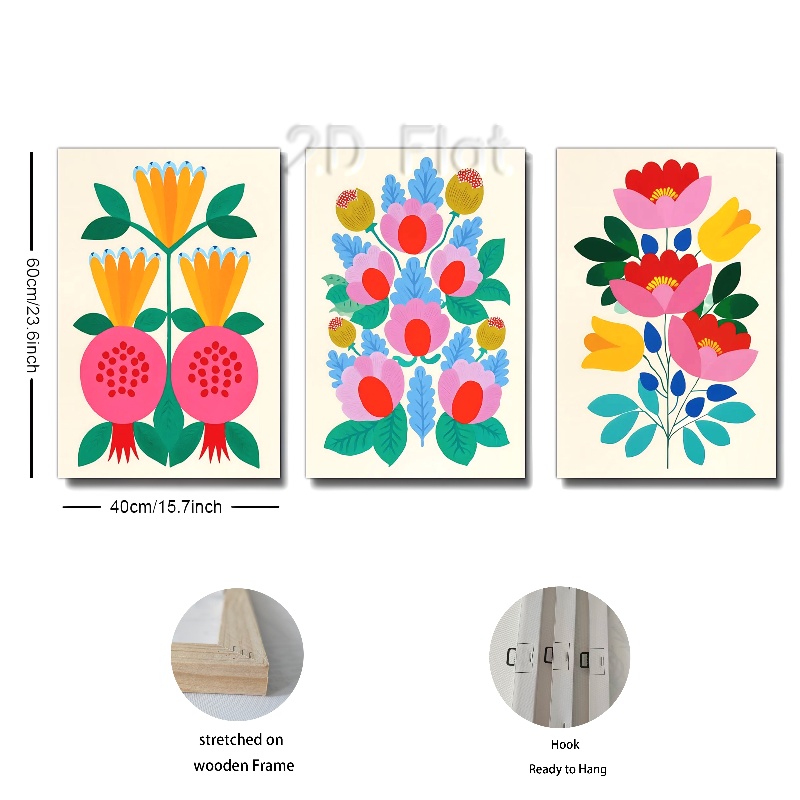 2D Flat
60cm/23.6inch
40cm/15.7inch
stretched on
wooden Frame
Hook
Ready to Hang